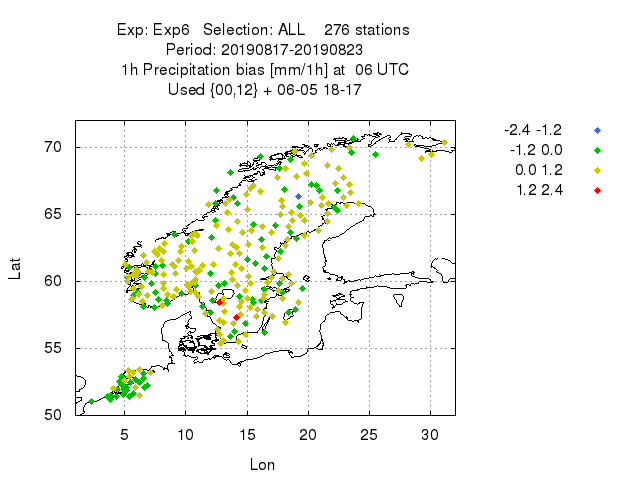 Exp: Exp6 Selection: ALL 276 stations
Period: 20190817-20190823
1h Precipitation bias [mm/1h] at 06 UTC
Used {00,12} + 06-05 18-17
-2.4 -1.2
-1.2 0.0
0.0 1.2
1.2 2.4
70
65
60
55
50
Lat
5 10 15 20 25 30
Lon